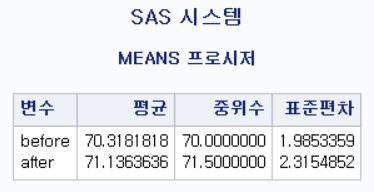 SAS 시스템
MEANS 프로시저
변수 평균 중위수 표준편차
before 70.3181818 70.0000000 1.9853359
after 71.1363636 71.5000000 2.3154852